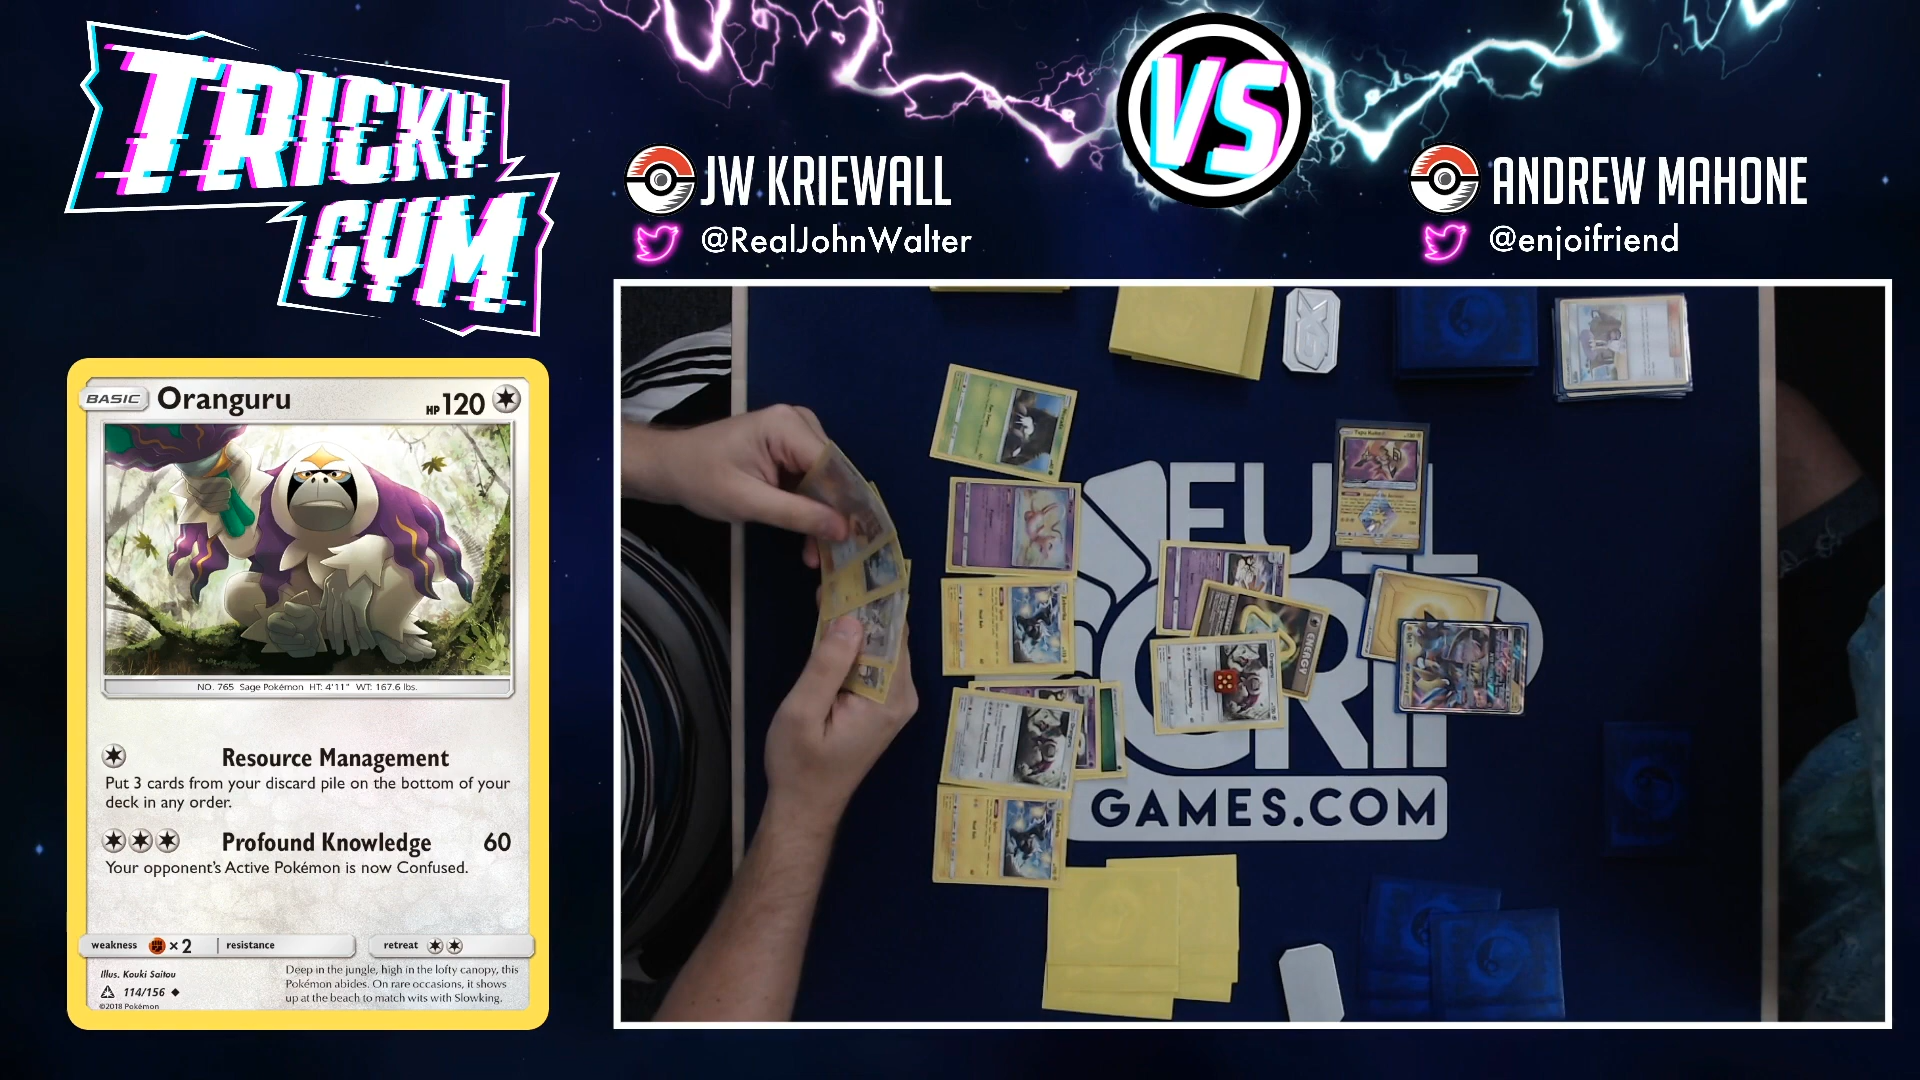 TRICKY
GYM
VS
JW KRIEWALL
@RealJohnWalter
ANDREW MAHONE
@enjoifriend
BASIC Oranguru HP 120
NO. 765 Sage Pokémon HT: 4'11" WT: 167.6 lbs.
Resource Management
Put 3 cards from your discard pile on the bottom of your
deck in any order.
Profound Knowledge 60
Your opponent's Active Pokémon is now Confused.
weakness ×2 resistance retreat
Illus. Kouki Saitou
114/156
©2018 Pokémon
Deep in the jungle, high in the lofty canopy, this
Pokémon abides. On rare occasions, it shows
up at the beach to match wits with Slowking.
FULL
GRIP
GAMES.COM
ENERGY